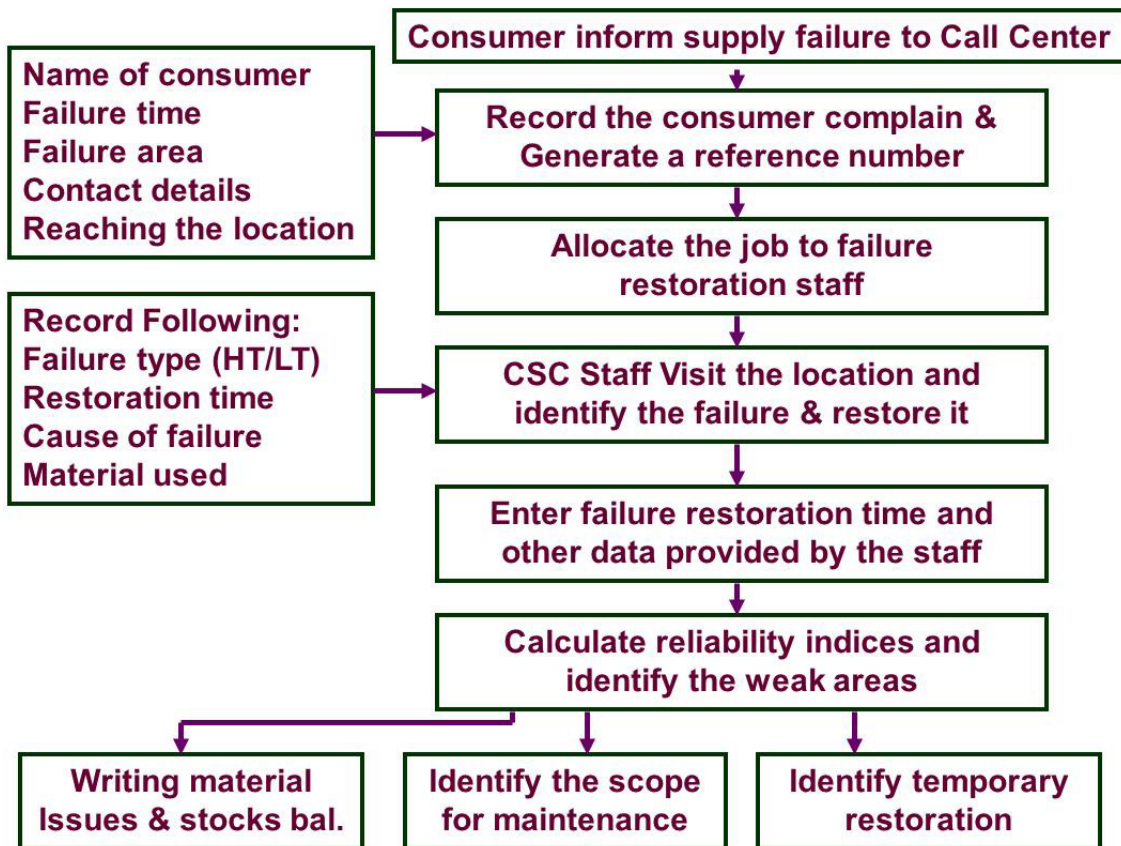 Consumer inform supply failure to Call Center
Name of consumer
Failure time
Failure area
Contact details
Reaching the location
Record the consumer complain &
Generate a reference number
Allocate the job to failure
restoration staff
Record Following:
Failure type (HT/LT)
Restoration time
Cause of failure
Material used
CSC Staff Visit the location and
identify the failure & restore it
Enter failure restoration time and
other data provided by the staff
Calculate reliability indices and
identify the weak areas
Writing material
Issues & stocks bal.
Identify the scope
for maintenance
Identify temporary
restoration